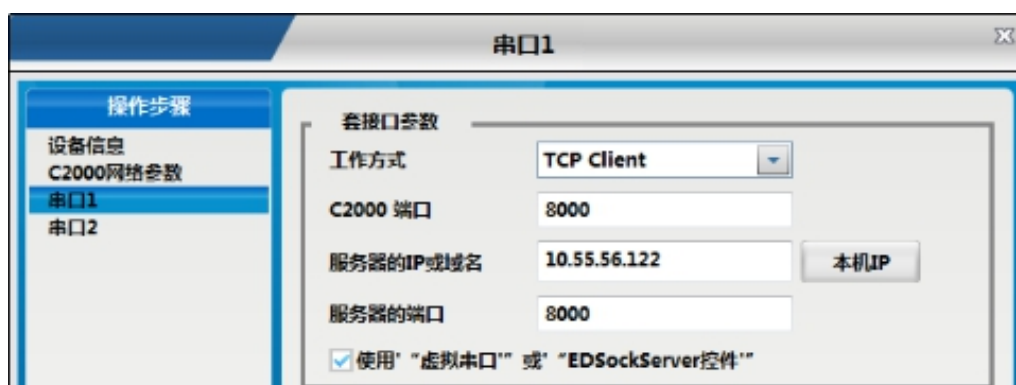 串口1
操作步骤
设备信息
C2000网络参数
串口1
串口2
套接口参数
工作方式 TCP Client
C2000 端口 8000
服务器的IP或域名 10.55.56.122 本机IP
服务器的端口 8000
使用' “虚拟串口'” 或' “EDSockServer控件'”